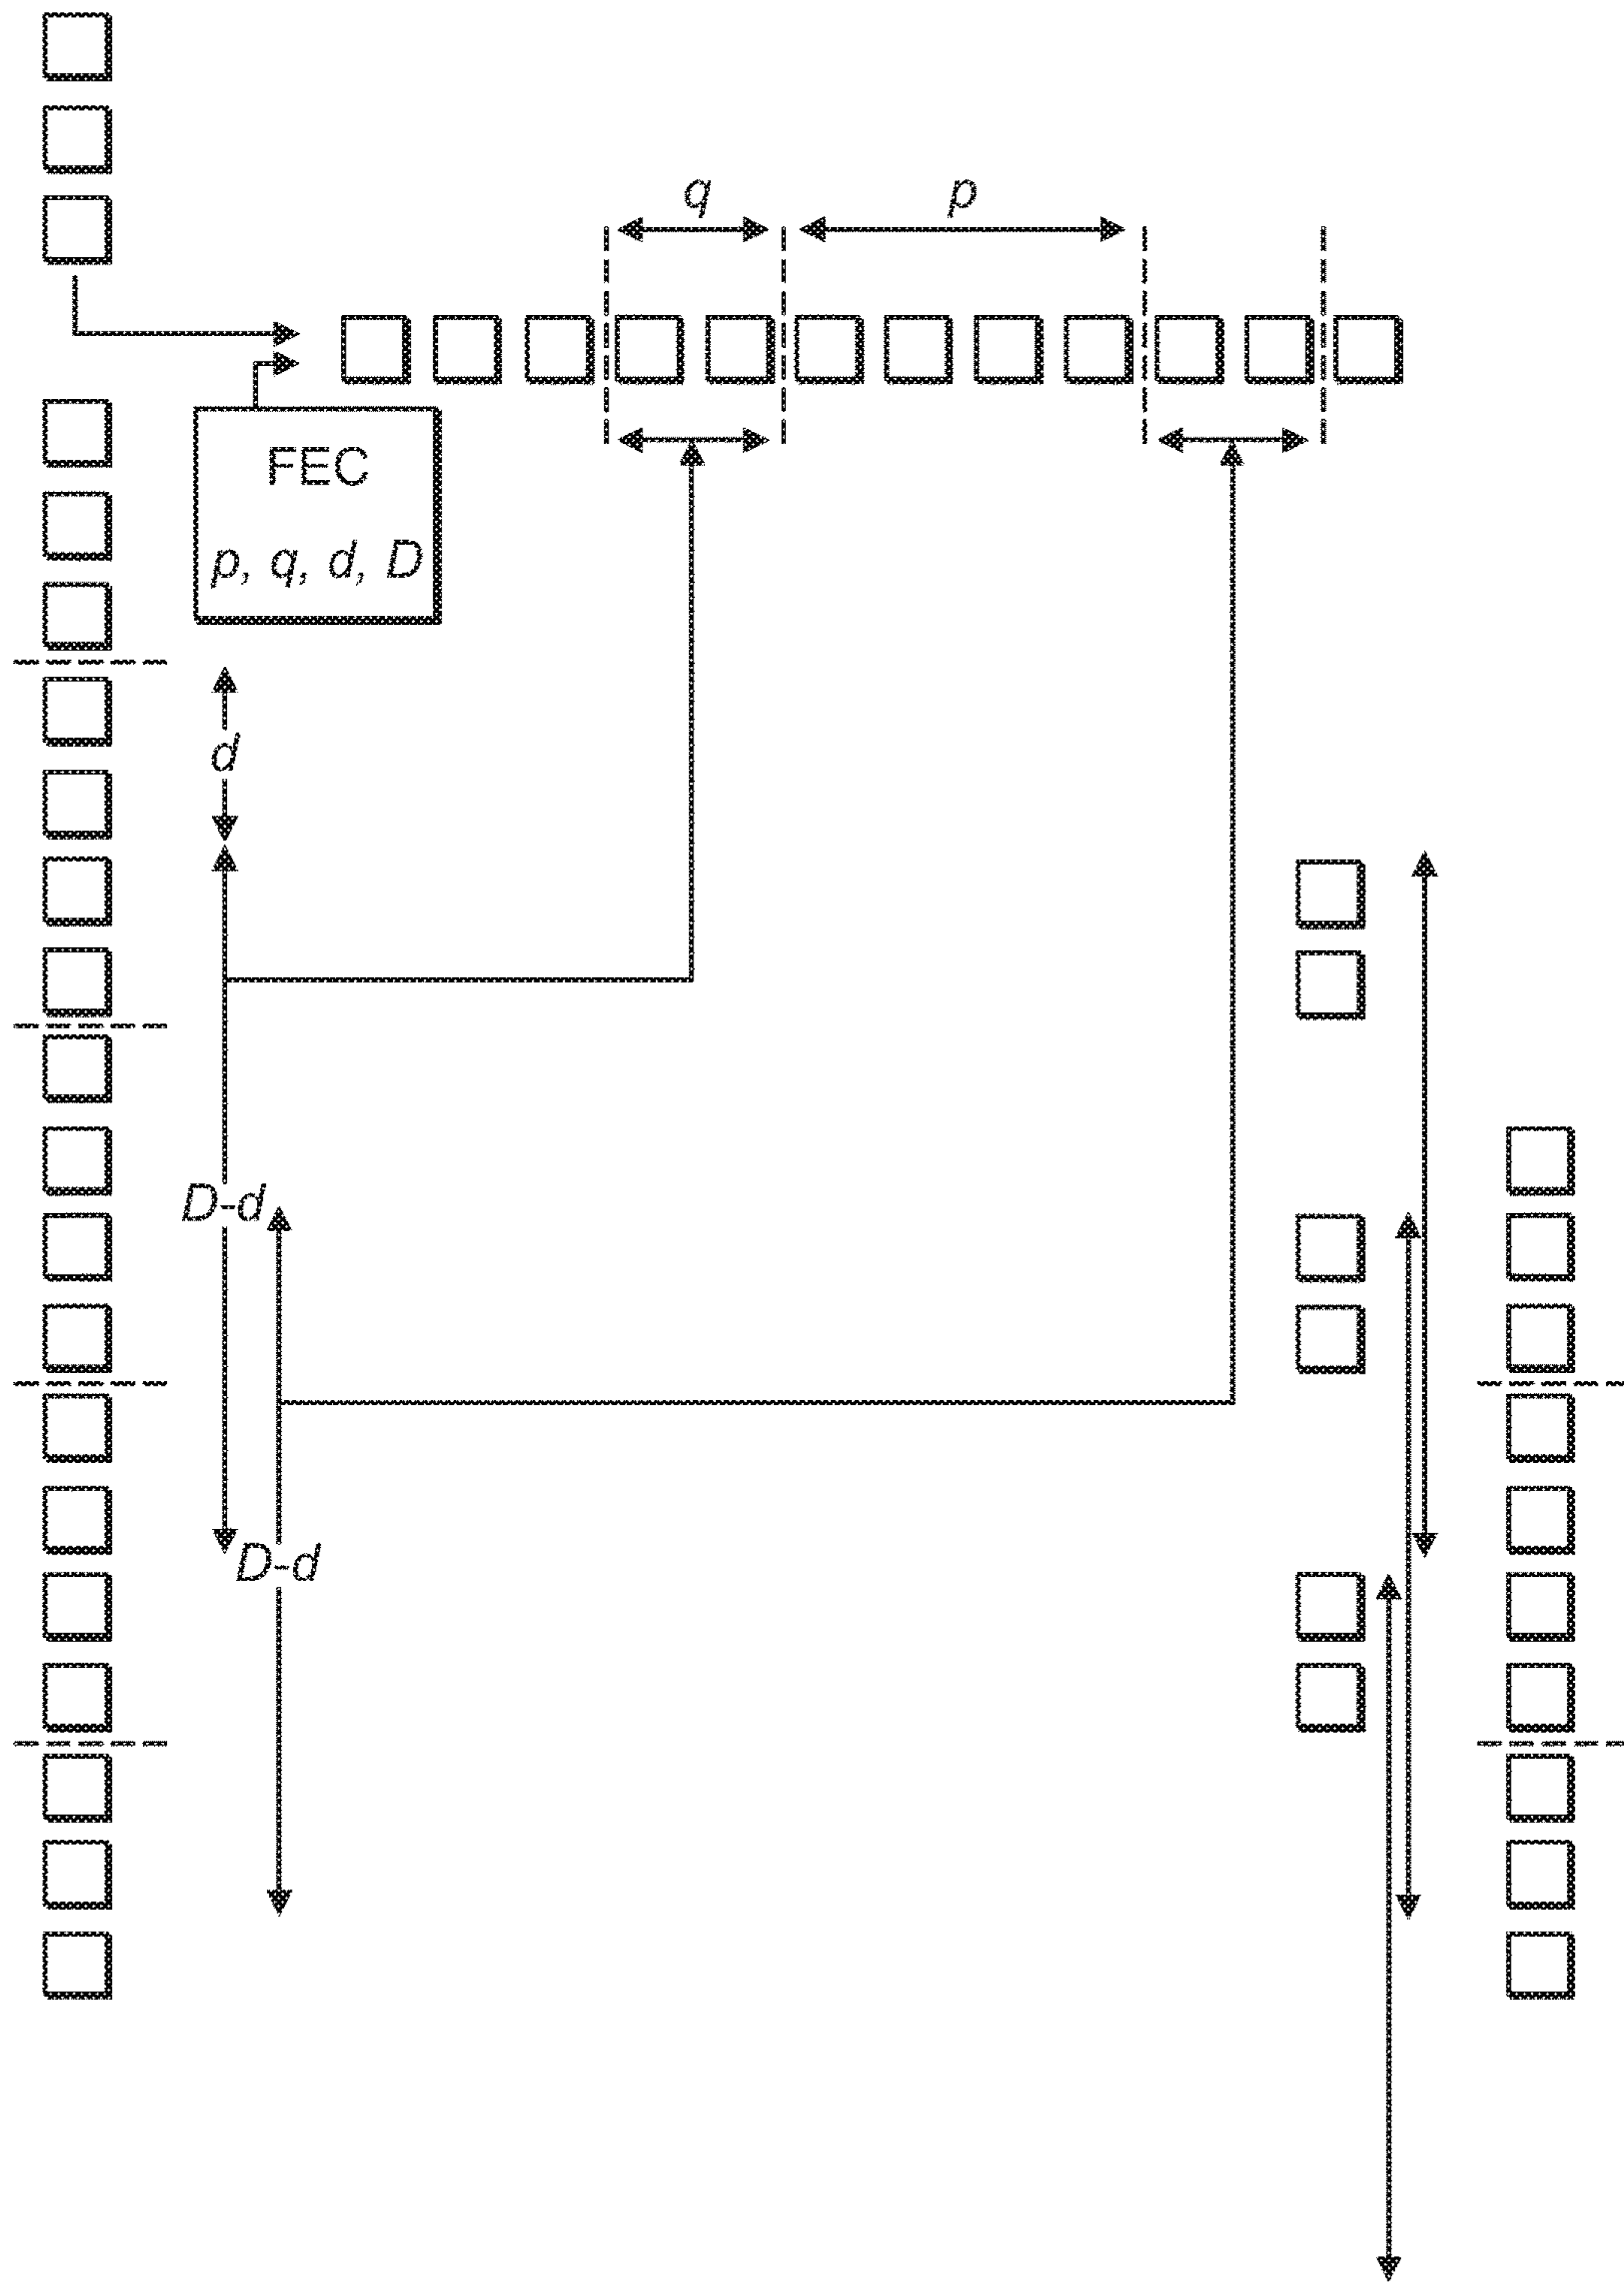 q
p
FEC
p, q, d, D
d
D-d
D-d